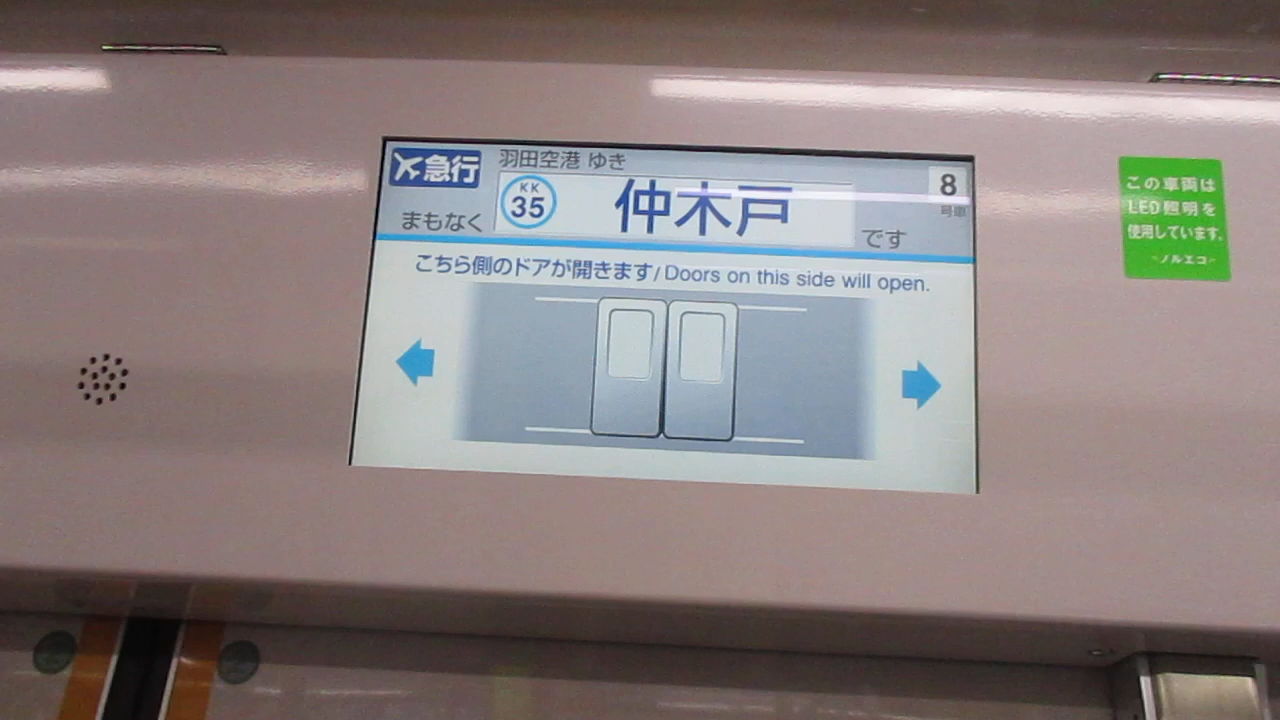 急行
羽田空港 ゆき
8
号車
KK
35
仲木戸
まもなく
です
こちら側のドアが開きます/Doors on this side will open.
この車両は
LED照明を
使用しています。
ノルエコ